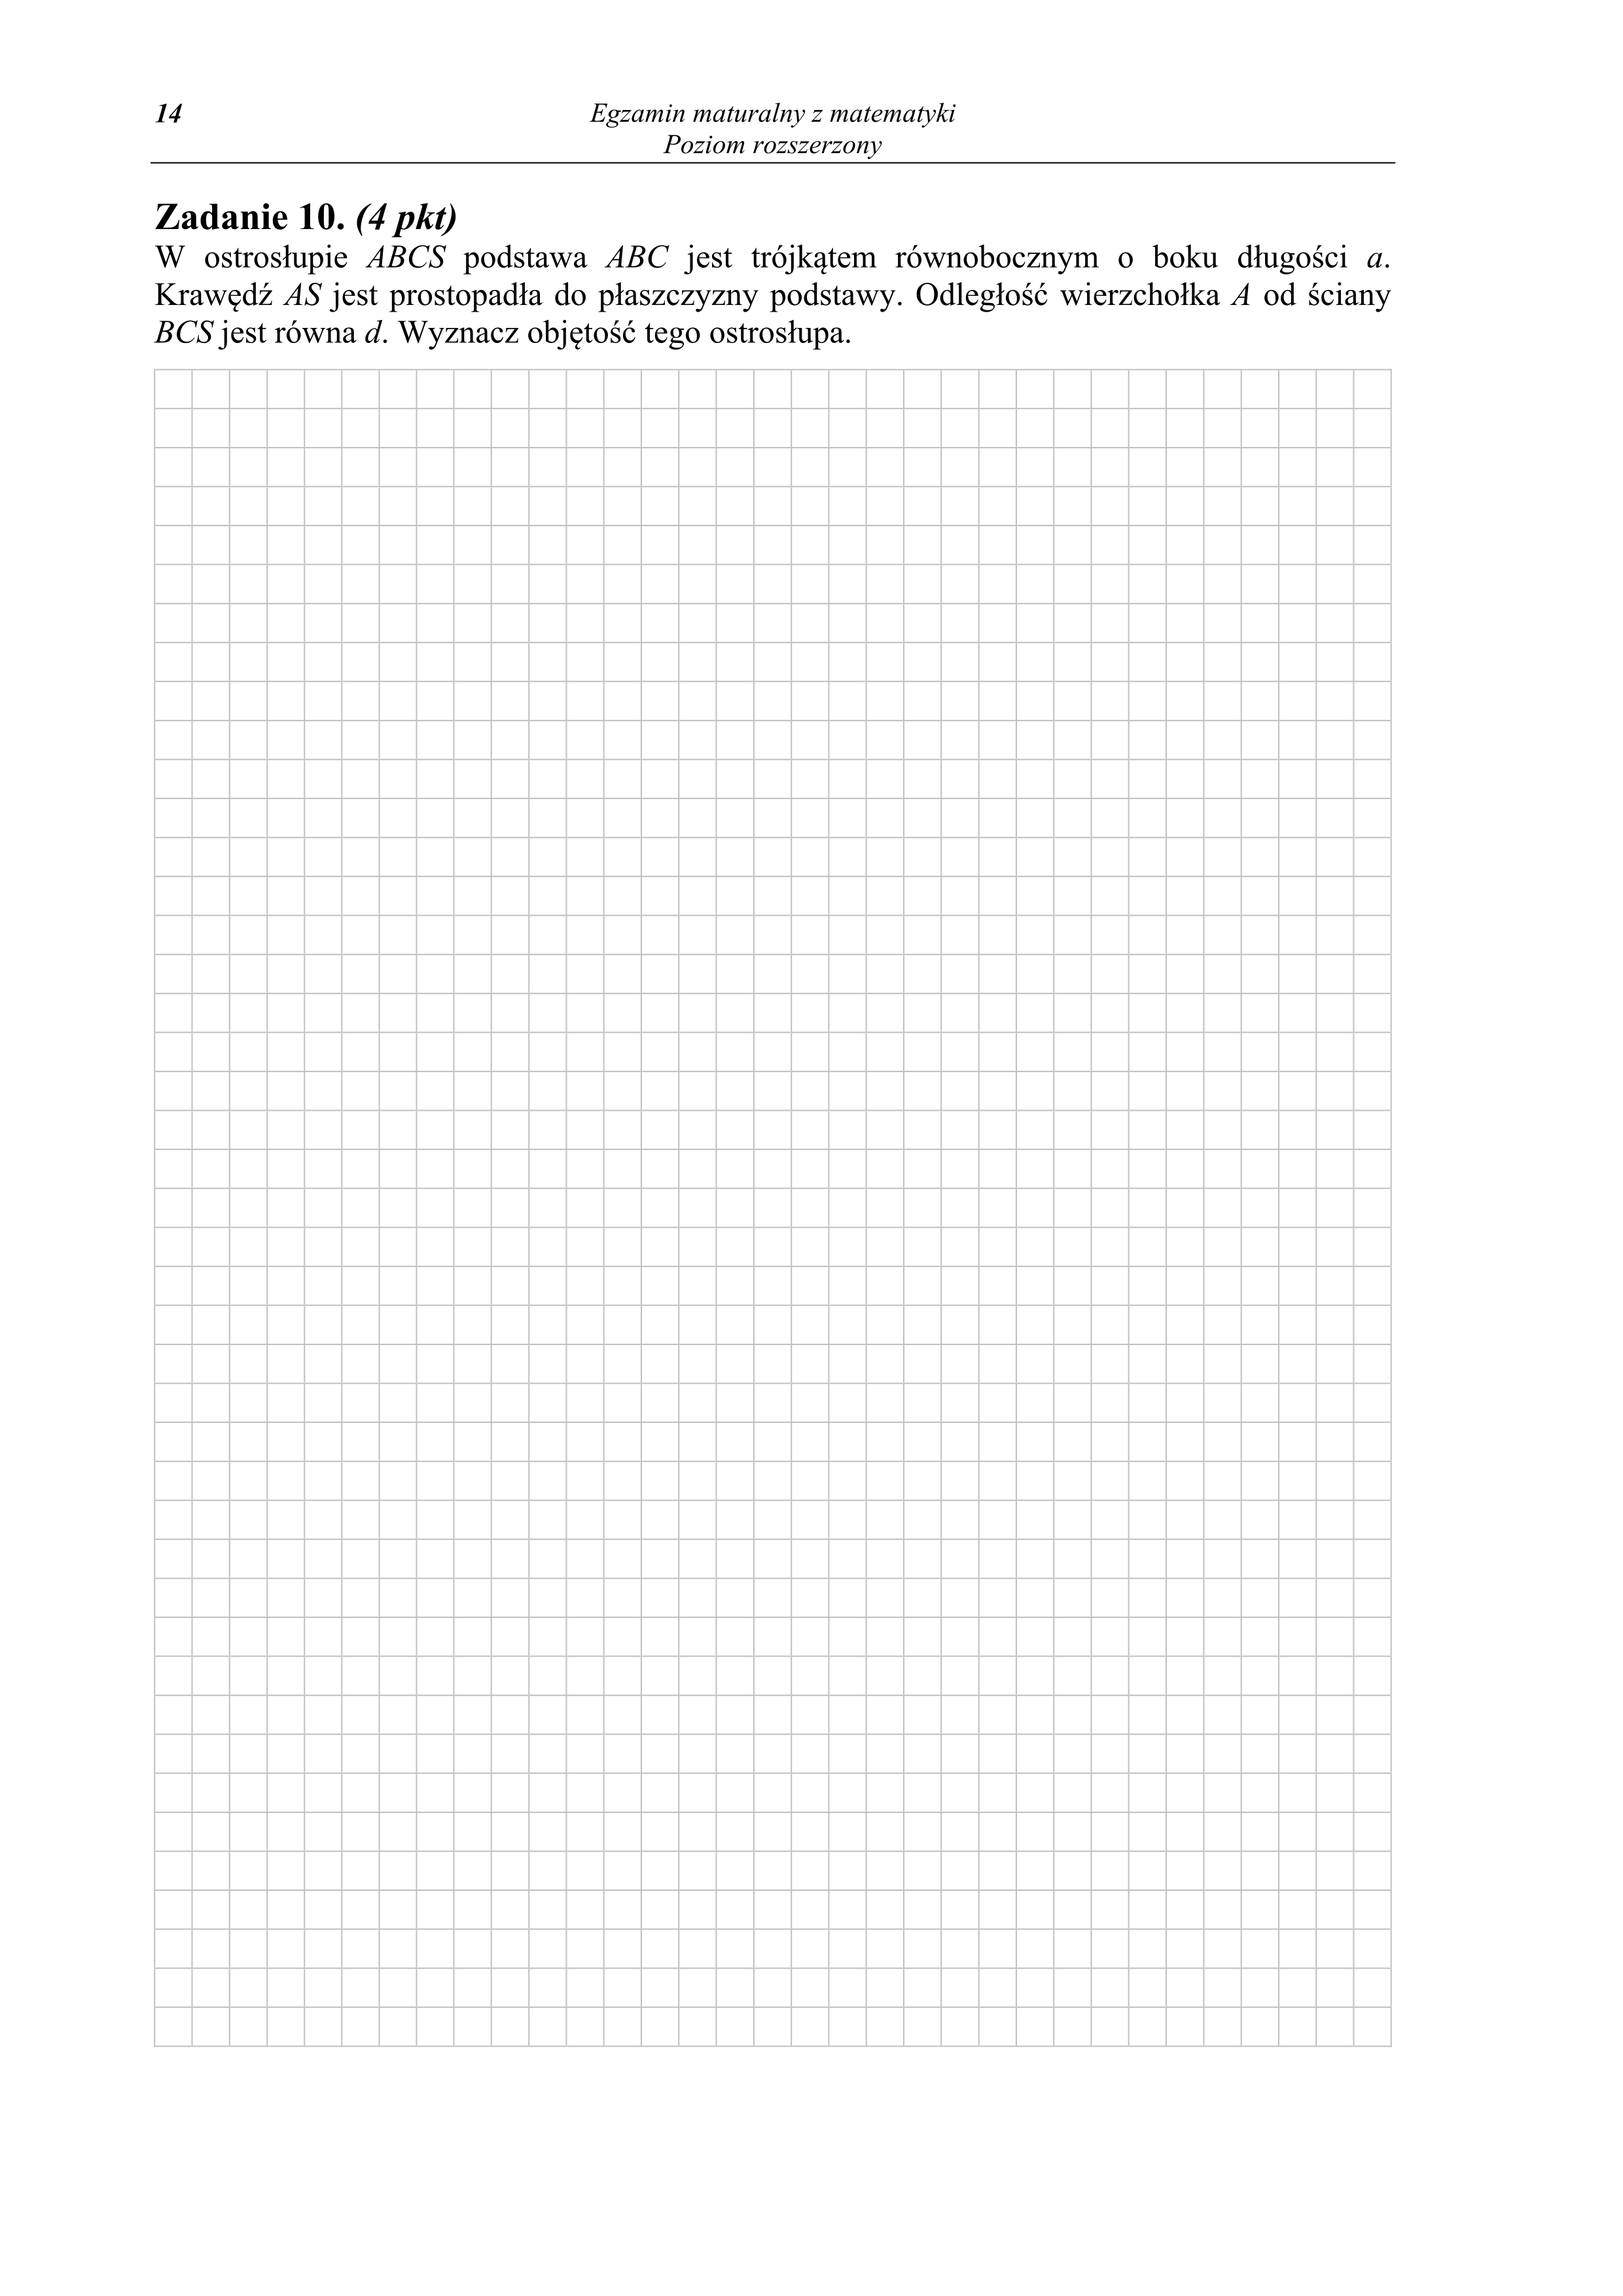 14
Egzamin maturalny z matematyki
Poziom rozszerzony
Zadanie 10. (4 pkt)
W ostrosłupie ABCS podstawa ABC jest trójkątem równobocznym o boku długości a.
Krawędź AS jest prostopadła do płaszczyzny podstawy. Odległość wierzchołka A od ściany
BCS jest równa d. Wyznacz objętość tego ostrosłupa.